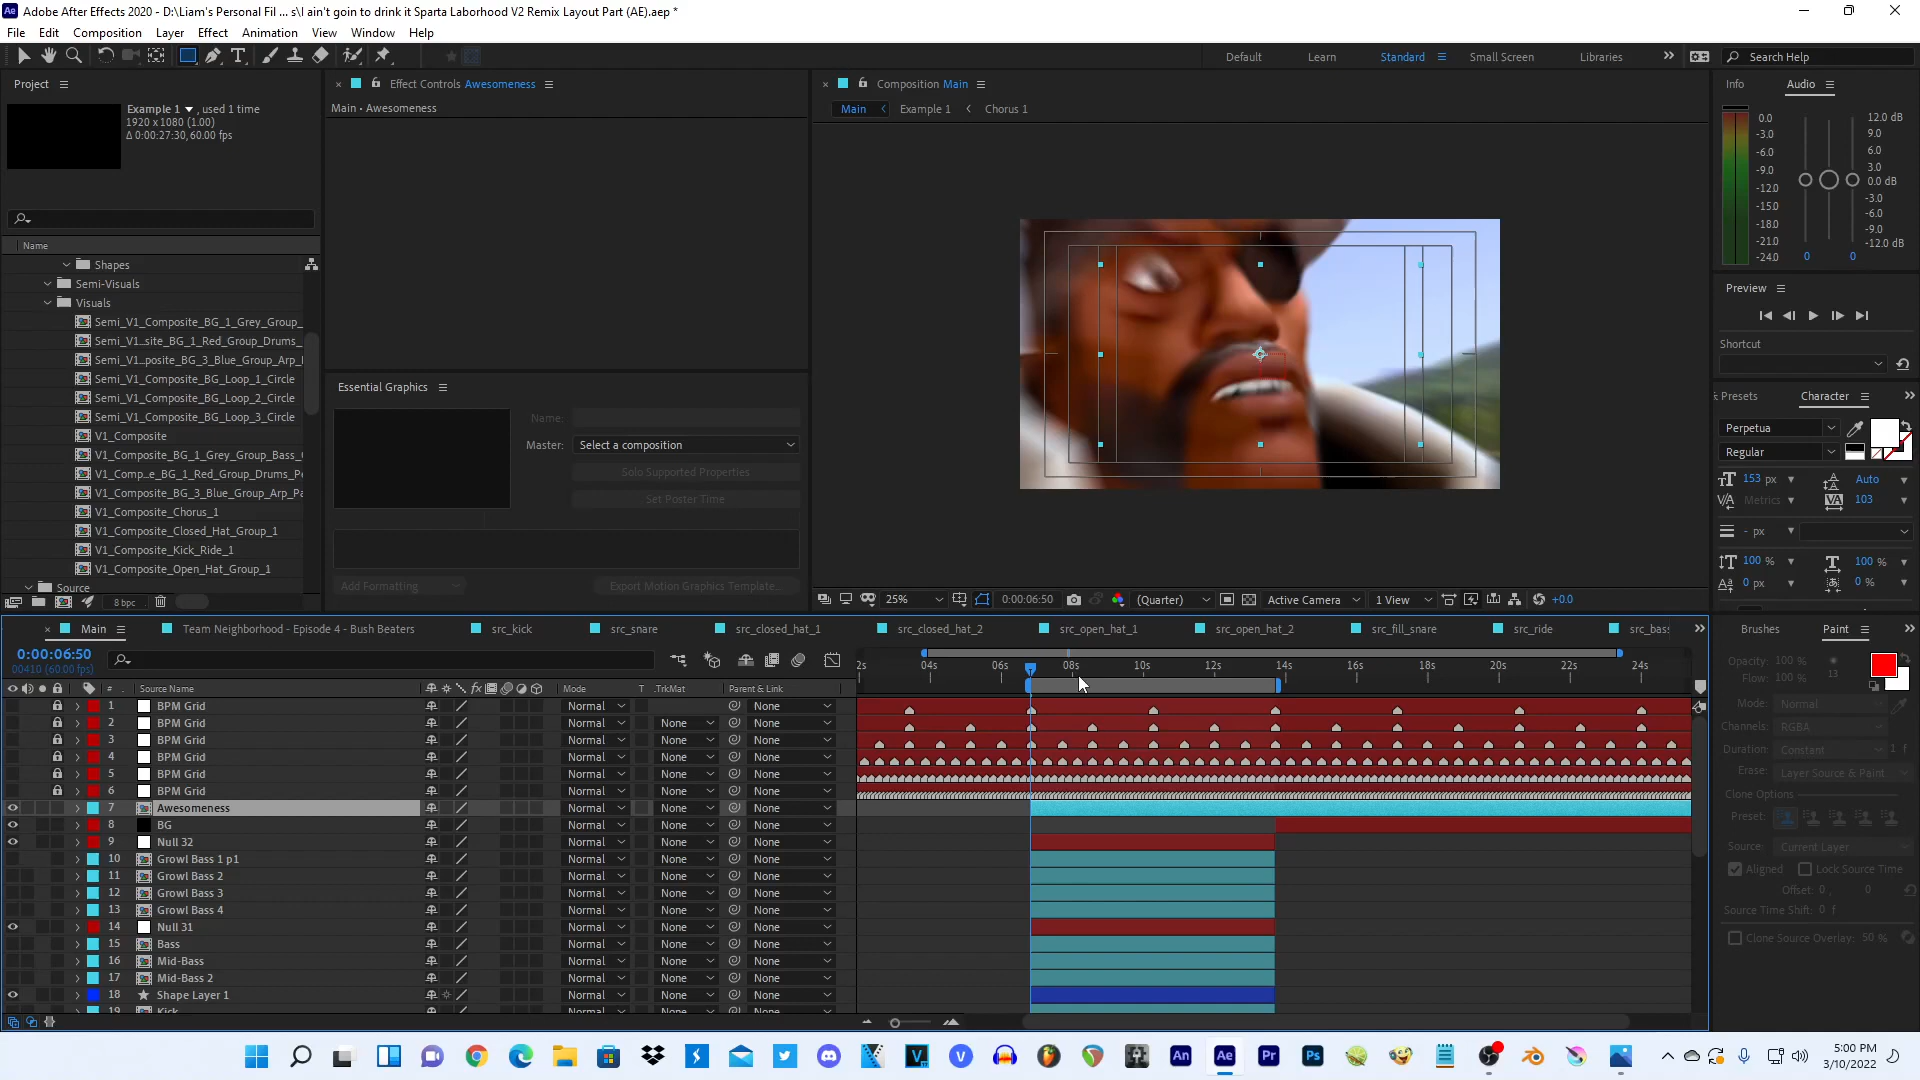 Adobe After Effects 2020 - D:\Liam's Personal Fil ... s\I ain't goin to drink it Sparta Laborhood V2 Remix Layout Part (AE).aep *
File Edit Composition Layer Effect Animation View Window Help
Default Learn Standard Small Screen Libraries Search Help
Project
Example 1 , used 1 time
1920 x 1080 (1.00)
Δ 0:00:27:30, 60.00 fps
Name
Shapes
Semi-Visuals
Visuals
Semi_V1_Composite_BG_1_Grey_Group_
Semi_V1...site_BG_1_Red_Group_Drums_
Semi_V1...posite_BG_3_Blue_Group_Arp_
Semi_V1_Composite_BG_Loop_1_Circle
Semi_V1_Composite_BG_Loop_2_Circle
Semi_V1_Composite_BG_Loop_3_Circle
V1_Composite
V1_Composite_BG_1_Grey_Group_Bass_
V1_Comp...e_BG_1_Red_Group_Drums_Pe
V1_Composite_BG_3_Blue_Group_Arp_Pa
V1_Composite_Chorus_1
V1_Composite_Closed_Hat_Group_1
V1_Composite_Kick_Ride_1
V1_Composite_Open_Hat_Group_1
Source
8 bpc
Effect Controls Awesomeness
Main • Awesomeness
Essential Graphics
Name:
Master: Select a composition
Solo Supported Properties
Set Poster Time
Add Formatting Export Motion Graphics Template...
Composition Main
Main Example 1 Chorus 1
25% 0:00:06:50 (Quarter) Active Camera 1 View +0.0
Info Audio
0.0 12.0 dB
-3.0 9.0
-6.0 6.0
-9.0 3.0
-12.0 0.0 dB
-15.0 -3.0
-18.0 -6.0
-21.0 -9.0
-24.0 -12.0 dB
0 0
Preview
Shortcut
Presets Character
Perpetua
Regular
153 px Auto
Metrics 103
- px
100 % 100 %
0 px 0 %
Main Team Neighborhood - Episode 4 - Bush Beaters src_kick src_snare src_closed_hat_1 src_closed_hat_2 src_open_hat_1 src_open_hat_2 src_fill_snare src_ride src_bas
0:00:06:50
00410 (60.00 fps)
2s 04s 06s 08s 10s 12s 14s 16s 18s 20s 22s 24s
# Source Name Mode T .TrkMat Parent & Link
1 BPM Grid Normal None
2 BPM Grid Normal None None
3 BPM Grid Normal None None
4 BPM Grid Normal None None
5 BPM Grid Normal None None
6 BPM Grid Normal None None
7 Awesomeness Normal None None
8 BG Normal None None
9 Null 32 Normal None None
10 Growl Bass 1 p1 Normal None None
11 Growl Bass 2 Normal None None
12 Growl Bass 3 Normal None None
13 Growl Bass 4 Normal None None
14 Null 31 Normal None None
15 Bass Normal None None
16 Mid-Bass Normal None None
17 Mid-Bass 2 Normal None None
18 Shape Layer 1 Normal None None
19 Kick Normal None None
Brushes Paint
Opacity: 100 %
Flow: 100 % 13
Mode: Normal
Channels: RGBA
Duration: Constant 1 f
Erase: Layer Source & Paint
Clone Options
Preset:
Source: Current Layer
Aligned Lock Source Time
Offset: 0 , 0
Source Time Shift: 0 f
Clone Source Overlay: 50 %
5:00 PM
3/10/2022